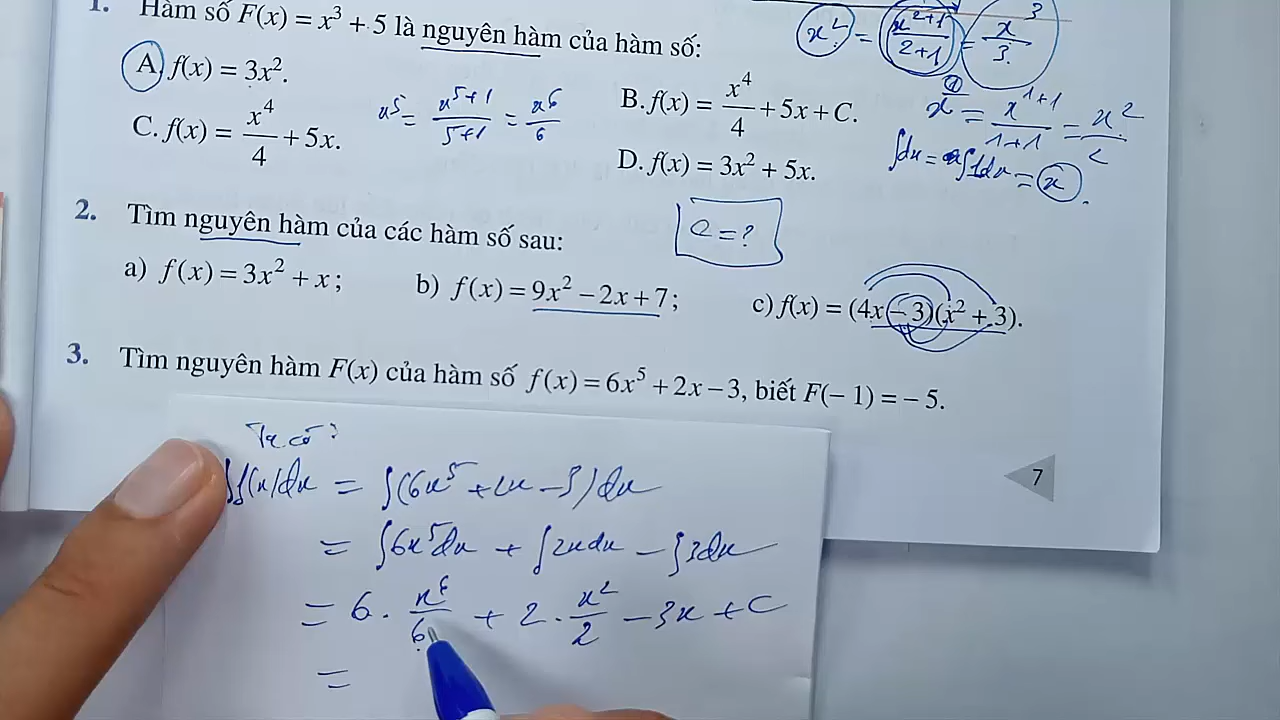 1. Hàm số F(x) = x³ + 5 là nguyên hàm của hàm số:
x² = x²⁺¹/2+1 = x³/3
A. f(x) = 3x².
B. f(x) = x⁴/4 + 5x + C.
C. f(x) = x⁴/4 + 5x.
D. f(x) = 3x² + 5x.
x⁵ = x⁵⁺¹/5+1 = x⁶/6
x = x¹⁺¹/1+1 = x²/2
∫dx = ∫1dx = x
2. Tìm nguyên hàm của các hàm số sau:
C = ?
a) f(x) = 3x² + x; b) f(x) = 9x² − 2x + 7; c) f(x) = (4x − 3)(x² + 3).
3. Tìm nguyên hàm F(x) của hàm số f(x) = 6x⁵ + 2x − 3, biết F(− 1) = − 5.
7
Ta có:
∫f(x)dx = ∫(6x⁵ + 2x − 3)dx
= ∫6x⁵dx + ∫2xdx − ∫3dx
= 6 · x⁶/6 + 2 · x²/2 − 3x + C
=